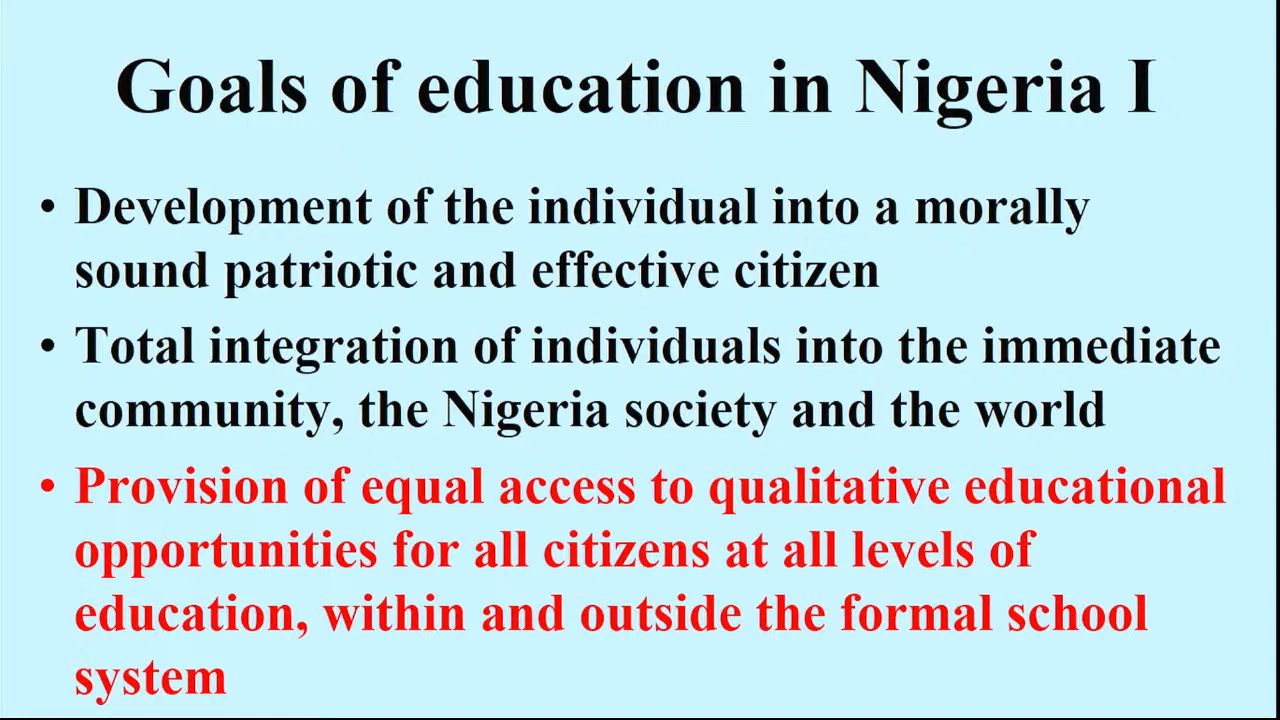 Goals of education in Nigeria I
• Development of the individual into a morally
sound patriotic and effective citizen
• Total integration of individuals into the immediate
community, the Nigeria society and the world
• Provision of equal access to qualitative educational
opportunities for all citizens at all levels of
education, within and outside the formal school
system